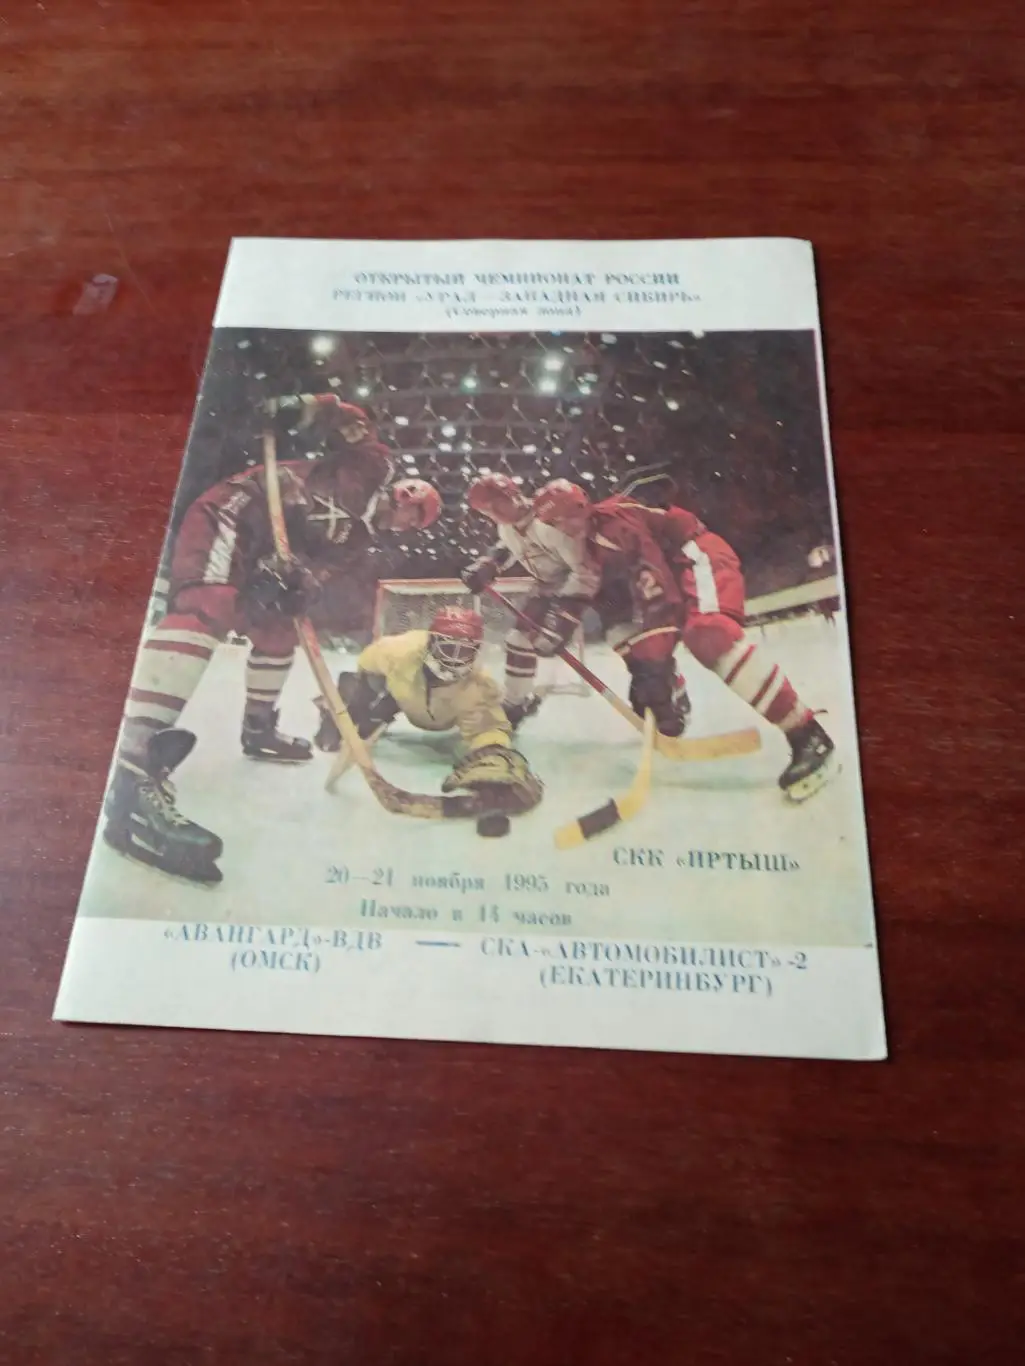 ОТКРЫТЫЙ ЧЕМПИОНАТ РОССИИ
РЕГИОН «УРАЛ—ЗАПАДНАЯ СИБИРЬ»
(Северная зона)
2
СКК «ИРТЫШ»
20—21 ноября 1995 года
Начало в 14 часов
«АВАНГАРД»-ВДВ — СКА-«АВТОМОБИЛИСТ» -2
(ОМСК) (ЕКАТЕРИНБУРГ)